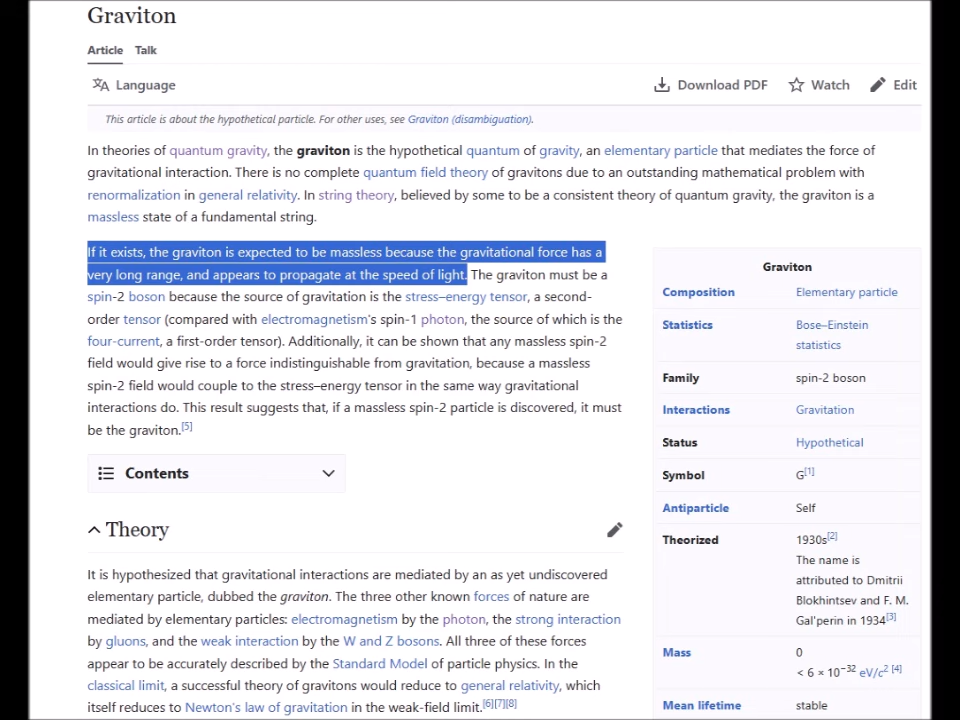 Graviton
Article Talk
Language
Download PDF Watch Edit
This article is about the hypothetical particle. For other uses, see Graviton (disambiguation).
In theories of quantum gravity, the graviton is the hypothetical quantum of gravity, an elementary particle that mediates the force of
gravitational interaction. There is no complete quantum field theory of gravitons due to an outstanding mathematical problem with
renormalization in general relativity. In string theory, believed by some to be a consistent theory of quantum gravity, the graviton is a
massless state of a fundamental string.
If it exists, the graviton is expected to be massless because the gravitational force has a
very long range, and appears to propagate at the speed of light. The graviton must be a
spin-2 boson because the source of gravitation is the stress–energy tensor, a second-
order tensor (compared with electromagnetism's spin-1 photon, the source of which is the
four-current, a first-order tensor). Additionally, it can be shown that any massless spin-2
field would give rise to a force indistinguishable from gravitation, because a massless
spin-2 field would couple to the stress–energy tensor in the same way gravitational
interactions do. This result suggests that, if a massless spin-2 particle is discovered, it must
be the graviton.[5]
Contents
Theory
It is hypothesized that gravitational interactions are mediated by an as yet undiscovered
elementary particle, dubbed the graviton. The three other known forces of nature are
mediated by elementary particles: electromagnetism by the photon, the strong interaction
by gluons, and the weak interaction by the W and Z bosons. All three of these forces
appear to be accurately described by the Standard Model of particle physics. In the
classical limit, a successful theory of gravitons would reduce to general relativity, which
itself reduces to Newton's law of gravitation in the weak-field limit.[6][7][8]
Graviton
Composition Elementary particle
Statistics Bose–Einstein
statistics
Family spin-2 boson
Interactions Gravitation
Status Hypothetical
Symbol G[1]
Antiparticle Self
Theorized 1930s[2]
The name is
attributed to Dmitrii
Blokhintsev and F. M.
Gal'perin in 1934[3]
Mass 0
< 6 × 10−32 eV/c2 [4]
Mean lifetime stable